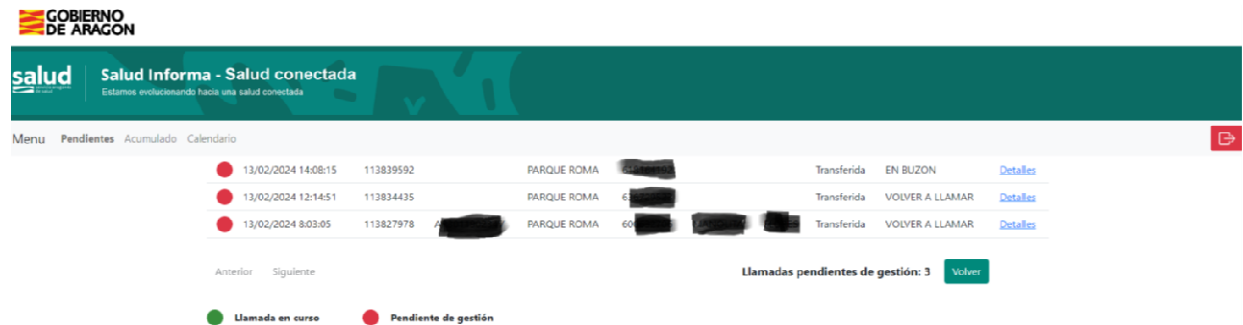 GOBIERNO
DE ARAGON
salud
Salud Informa - Salud conectada
Estamos evolucionando hacia una salud conectada
Menu Pendientes Acumulado Calendario
13/02/2024 14:08:15 113839592 PARQUE ROMA Transferida EN BUZON Detalles
13/02/2024 12:14:51 113834435 PARQUE ROMA 6 Transferida VOLVER A LLAMAR Detalles
13/02/2024 8:03:05 113827978 A PARQUE ROMA 60 Transferida VOLVER A LLAMAR Detalles
Anterior Siguiente Llamadas pendientes de gestión: 3 Volver
Llamada en curso Pendiente de gestión